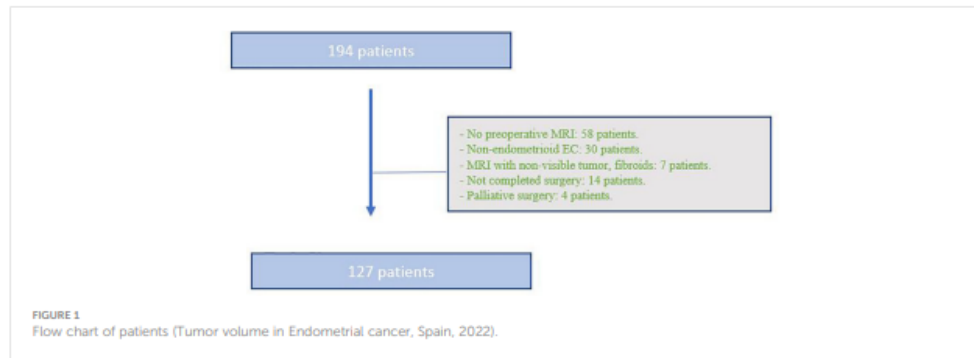 194 patients
- No preoperative MRI: 58 patients.
- Non-endometrioid EC: 30 patients.
- MRI with non-visible tumor, fibroids: 7 patients.
- Not completed surgery: 14 patients.
- Palliative surgery: 4 patients.
127 patients
FIGURE 1
Flow chart of patients (Tumor volume in Endometrial cancer, Spain, 2022).